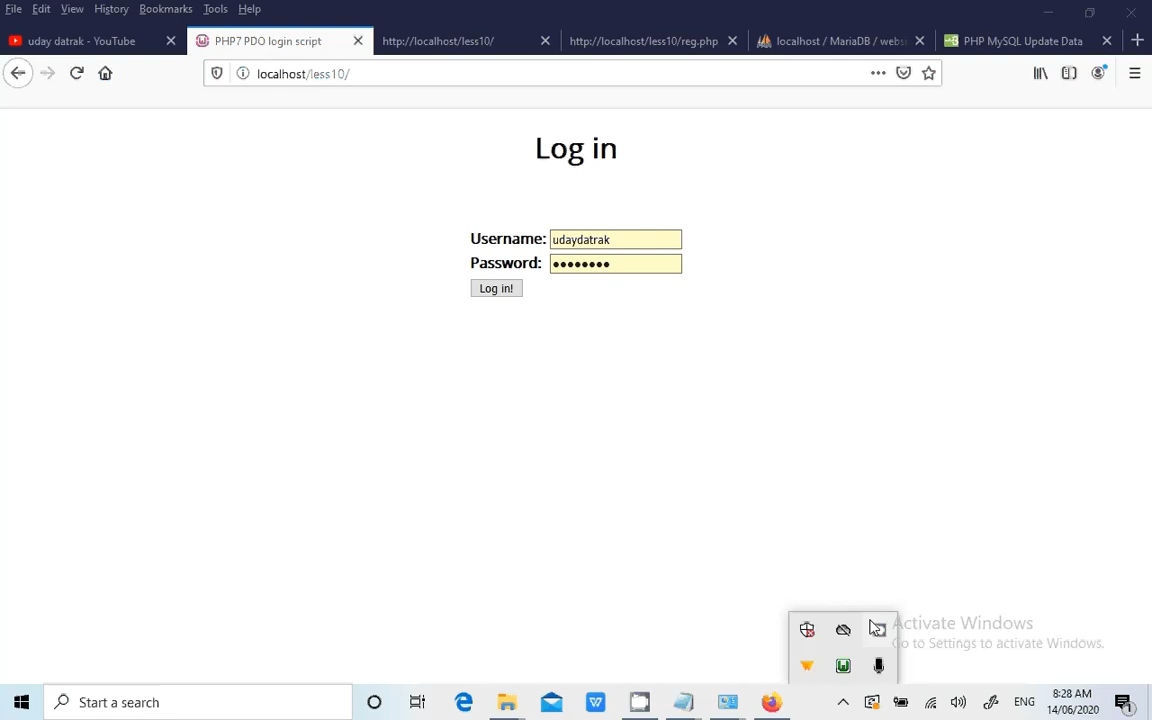 File Edit View History Bookmarks Tools Help
uday datrak - YouTube
PHP7 PDO login script
http://localhost/less10/
http://localhost/less10/reg.php
localhost / MariaDB / webs
PHP MySQL Update Data
localhost/less10/
Log in
Username: udaydatrak
Password: ●●●●●●●●
Log in!
Activate Windows
Go to Settings to activate Windows.
Start a search
ENG
8:28 AM
14/06/2020
1